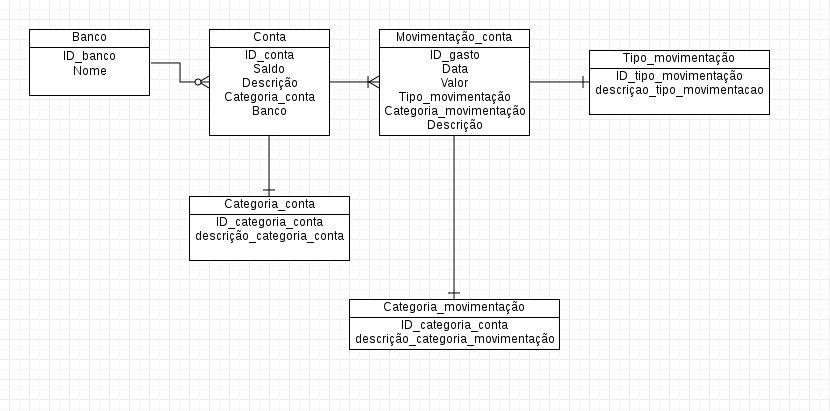 Banco
ID_banco
Nome
Conta
ID_conta
Saldo
Descrição
Categoria_conta
Banco
Movimentação_conta
ID_gasto
Data
Valor
Tipo_movimentação
Categoria_movimentação
Descrição
Tipo_movimentação
ID_tipo_movimentação
descriçao_tipo_movimentacao
Categoria_conta
ID_categoria_conta
descrição_categoria_conta
Categoria_movimentação
ID_categoria_conta
descrição_categoria_movimentação